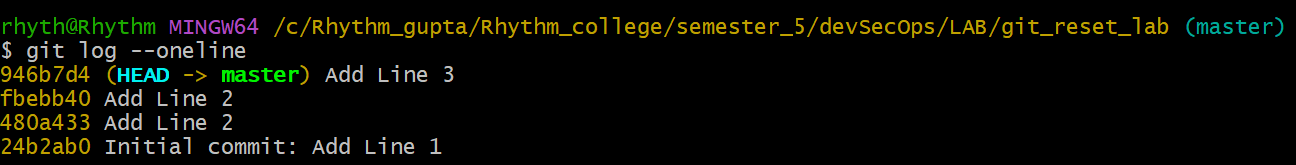 rhyth@Rhythm MINGW64 /c/Rhythm_gupta/Rhythm_college/semester_5/devSecOps/LAB/git_reset_lab (master)
$ git log --oneline
946b7d4 (HEAD -> master) Add Line 3
fbebb40 Add Line 2
480a433 Add Line 2
24b2ab0 Initial commit: Add Line 1